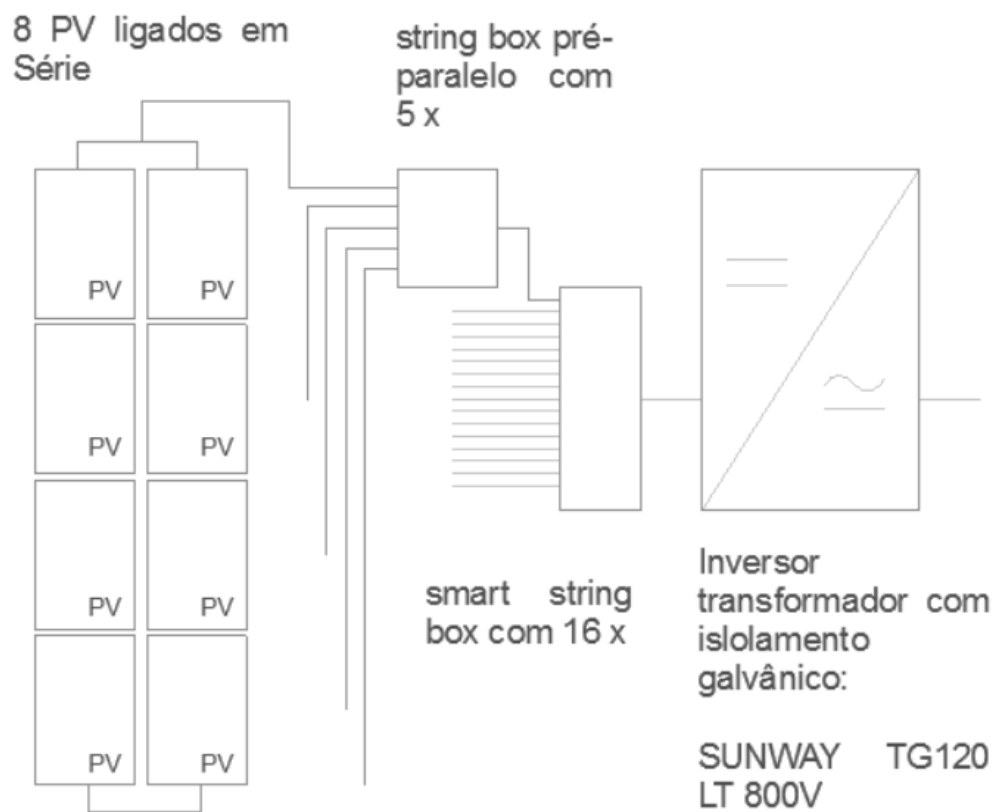 8 PV ligados em
Série
string box pré-
paralelo com
5 x
PV PV
PV PV
PV PV
PV PV
smart string
box com 16 x
Inversor
transformador com
islolamento
galvânico:
SUNWAY TG120
LT 800V